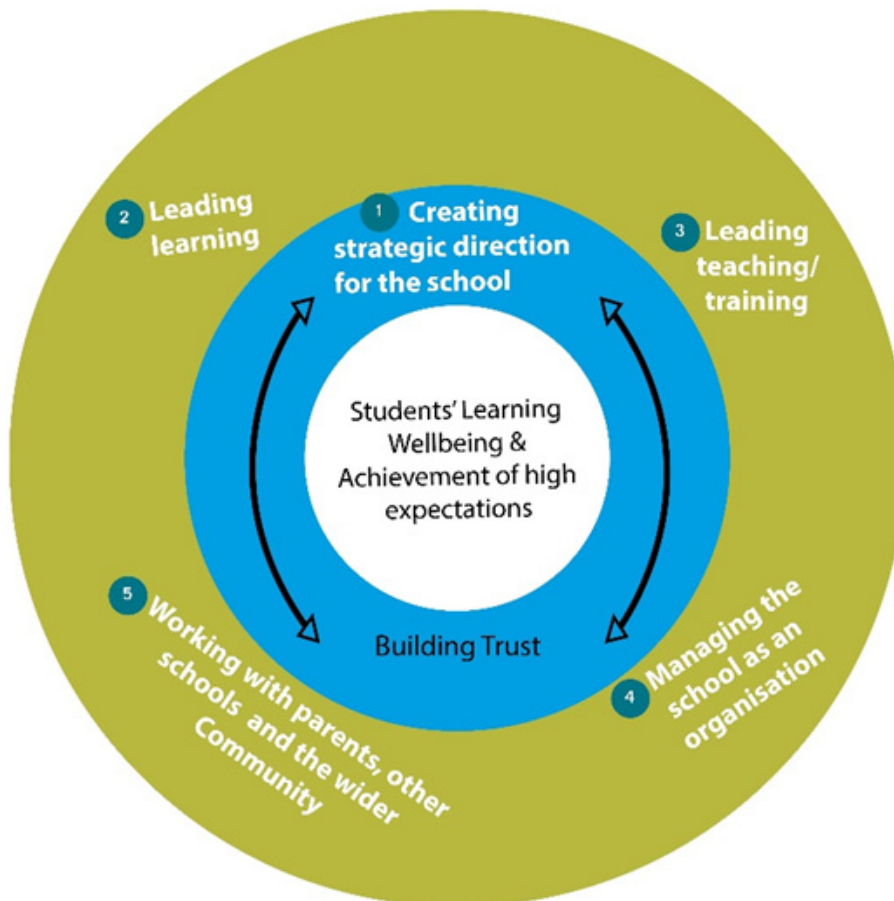 1 Creating
strategic direction
for the school
2 Leading
learning
3 Leading
teaching/
training
Students' Learning
Wellbeing &
Achievement of high
expectations
Building Trust
4 Managing the
school as an
organisation
5 Working with parents, other
schools and the wider
Community